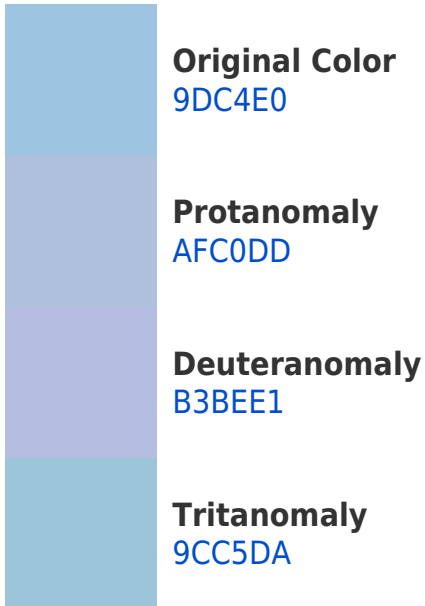 Original Color
9DC4E0
Protanomaly
AFC0DD
Deuteranomaly
B3BEE1
Tritanomaly
9CC5DA